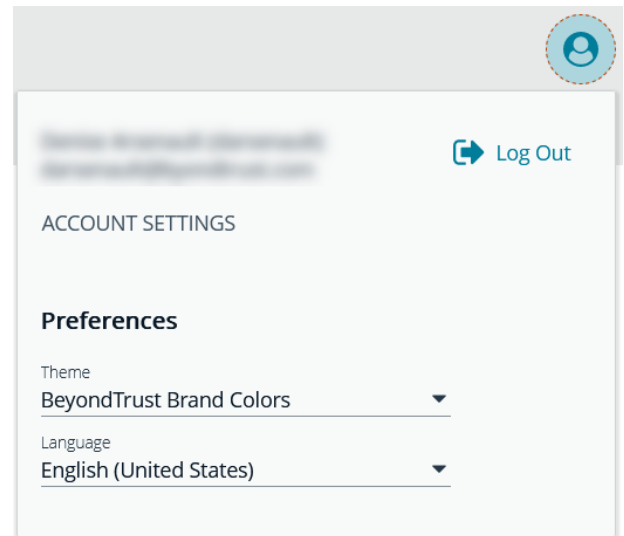 Log Out
ACCOUNT SETTINGS
Preferences
Theme
BeyondTrust Brand Colors
Language
English (United States)